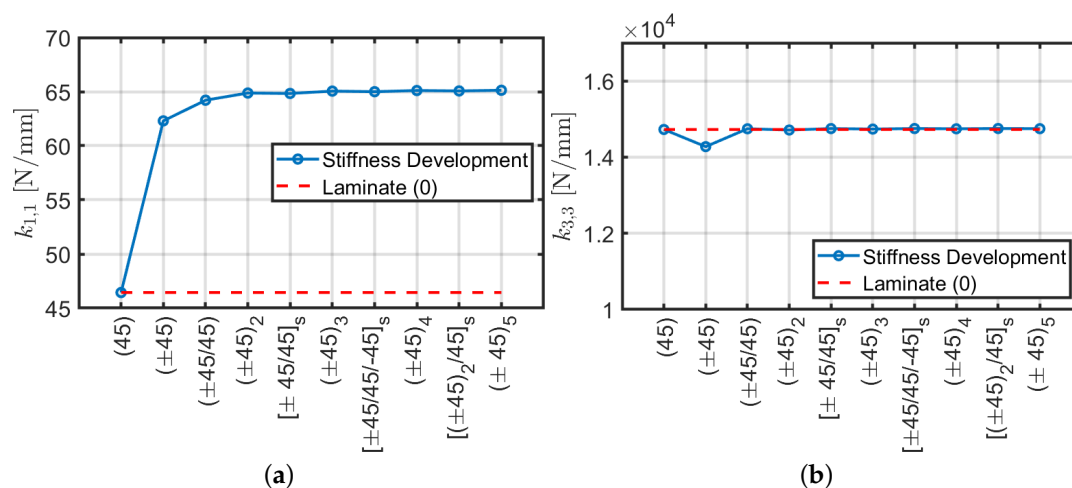 70
65
60
55
50
45
k1,1 [N/mm]
Stiffness Development
Laminate (0)
(45)
(±45)
(±45/45)
(±45)2
[± 45/45]s
(±45)3
[±45/45/-45]s
(±45)4
[(±45)2/45]s
(± 45)5
(a)
×10^4
1.6
1.4
1.2
1
k3,3 [N/mm]
Stiffness Development
Laminate (0)
(45)
(±45)
(±45/45)
(±45)2
[± 45/45]s
(±45)3
[±45/45/-45]s
(±45)4
[(±45)2/45]s
(± 45)5
(b)